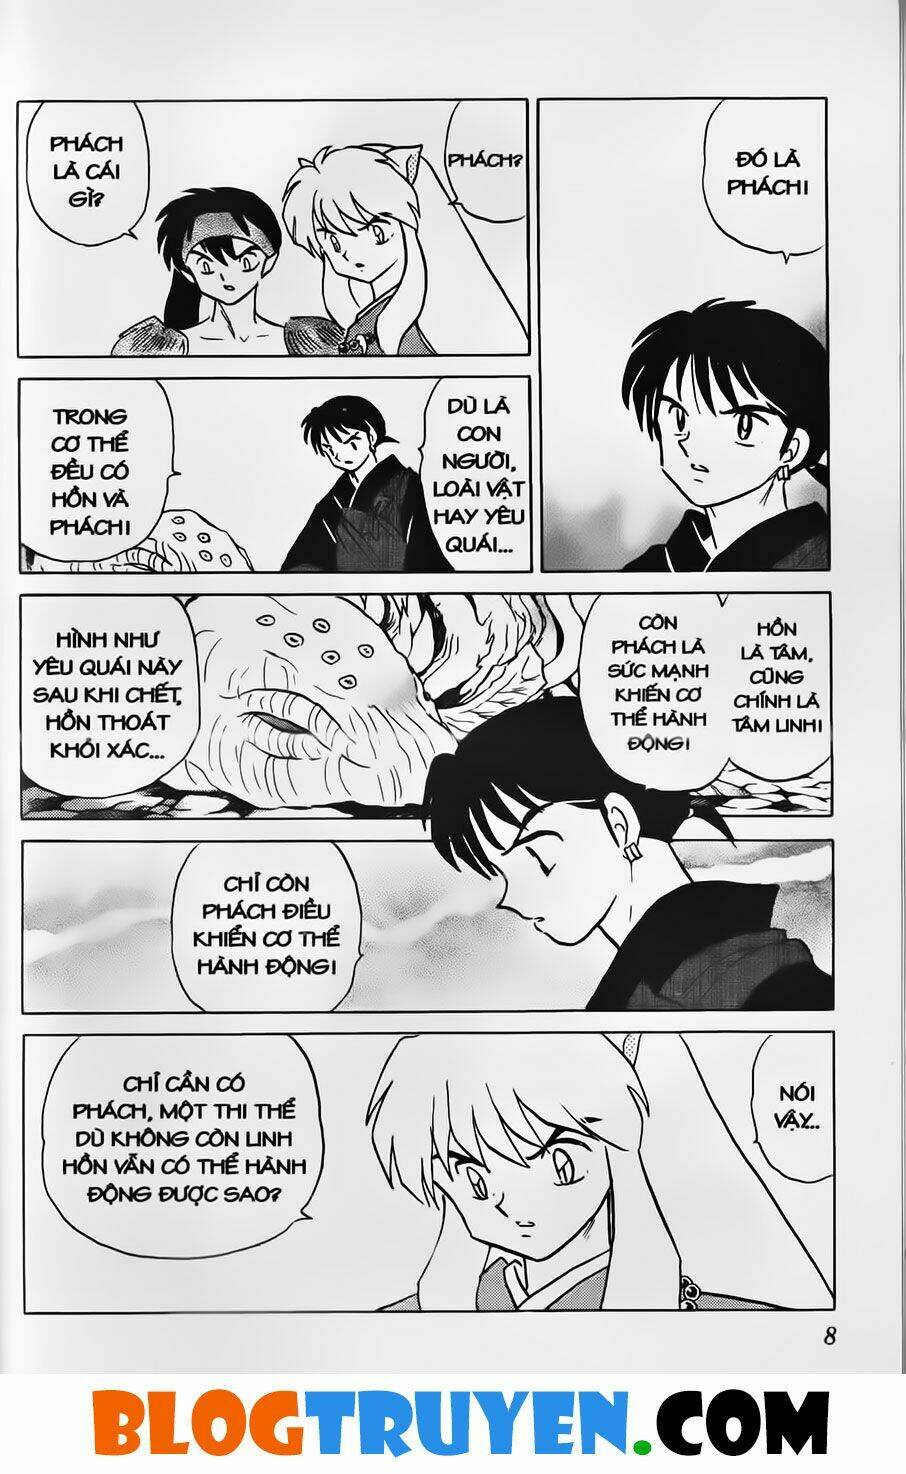 ĐÓ LÀ
PHÁCH!
PHÁCH?
PHÁCH
LÀ CÁI
GÌ?
DÙ LÀ
CON
NGƯỜI,
LOÀI VẬT
HAY YÊU
QUÁI...
TRONG
CƠ THỂ
ĐỀU CÓ
HỒN VÀ
PHÁCH!
HỒN
LÀ TÂM,
CŨNG
CHÍNH LÀ
TÂM LINH!
CÒN
PHÁCH LÀ
SỨC MẠNH
KHIẾN CƠ
THỂ HÀNH
ĐỘNG!
HÌNH NHƯ
YÊU QUÁI NÀY
SAU KHI CHẾT,
HỒN THOÁT
KHỎI XÁC...
CHỈ CÒN
PHÁCH ĐIỀU
KHIỂN CƠ THỂ
HÀNH ĐỘNG!
NÓI
VẬY...
CHỈ CẦN CÓ
PHÁCH, MỘT THI THỂ
DÙ KHÔNG CÒN LINH
HỒN VẪN CÓ THỂ HÀNH
ĐỘNG ĐƯỢC SAO?
8
BLOGTRUYEN.COM